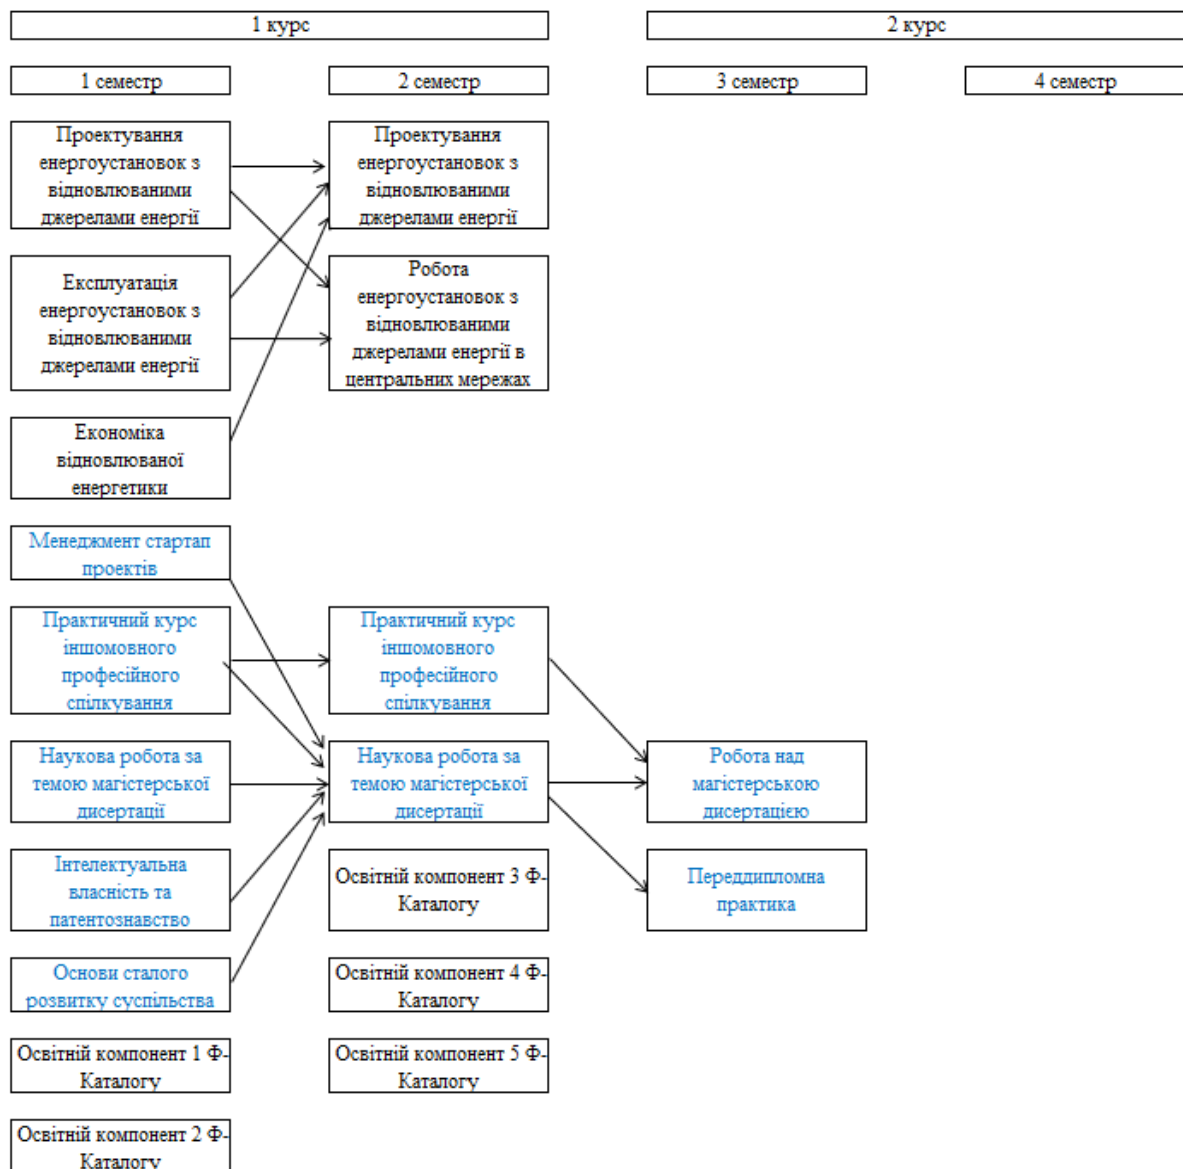 1 курс
2 курс
1 семестр
2 семестр
3 семестр
4 семестр
Проектування
енергоустановок з
відновлюваними
джерелами енергії
Проектування
енергоустановок з
відновлюваними
джерелами енергії
Експлуатація
енергоустановок з
відновлюваними
джерелами енергії
Робота
енергоустановок з
відновлюваними
джерелами енергії в
центральних мережах
Економіка
відновлюваної
енергетики
Менеджмент стартап
проектів
Практичний курс
іншомовного
професійного
спілкування
Практичний курс
іншомовного
професійного
спілкування
Наукова робота за
темою магістерської
дисертації
Наукова робота за
темою магістерської
дисертації
Робота над
магістерською
дисертацією
Інтелектуальна
власність та
патентознавство
Освітній компонент 3 Ф-
Каталогу
Переддипломна
практика
Основи сталого
розвитку суспільства
Освітній компонент 4 Ф-
Каталогу
Освітній компонент 1 Ф-
Каталогу
Освітній компонент 5 Ф-
Каталогу
Освітній компонент 2 Ф-
Каталогу